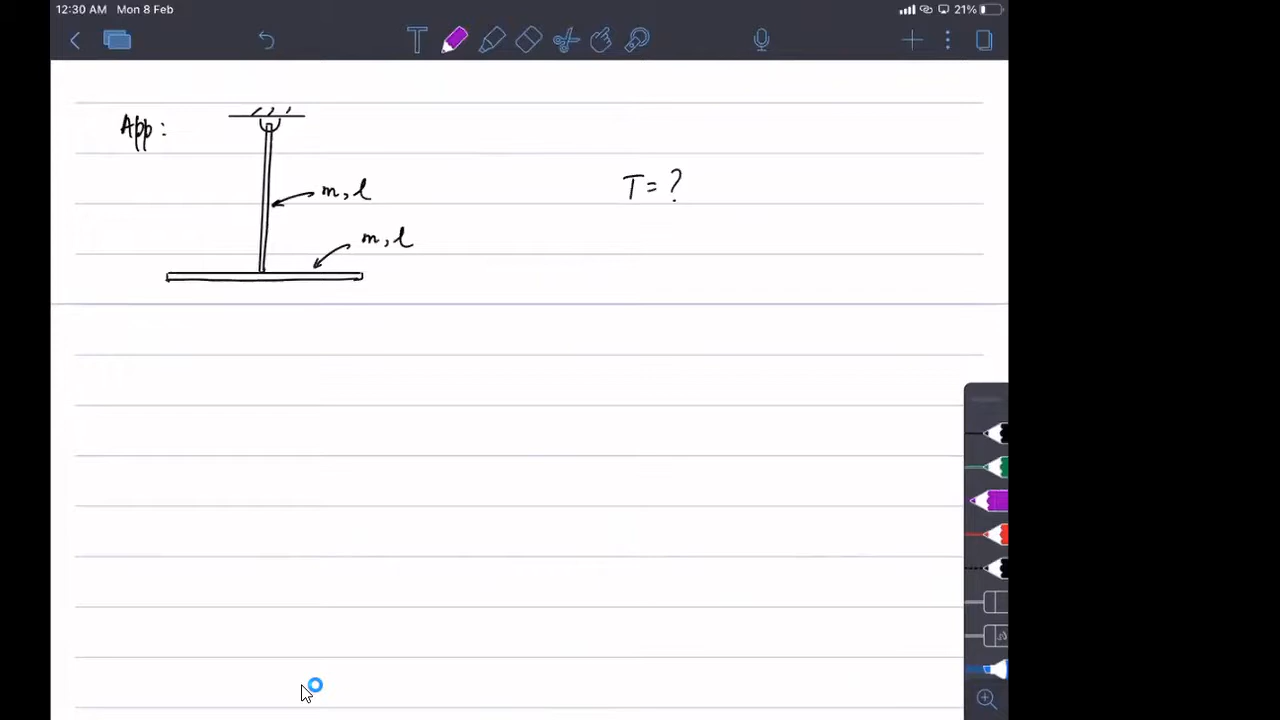 12:30 AM Mon 8 Feb 21%
T
App :
m, l
T = ?
m, l